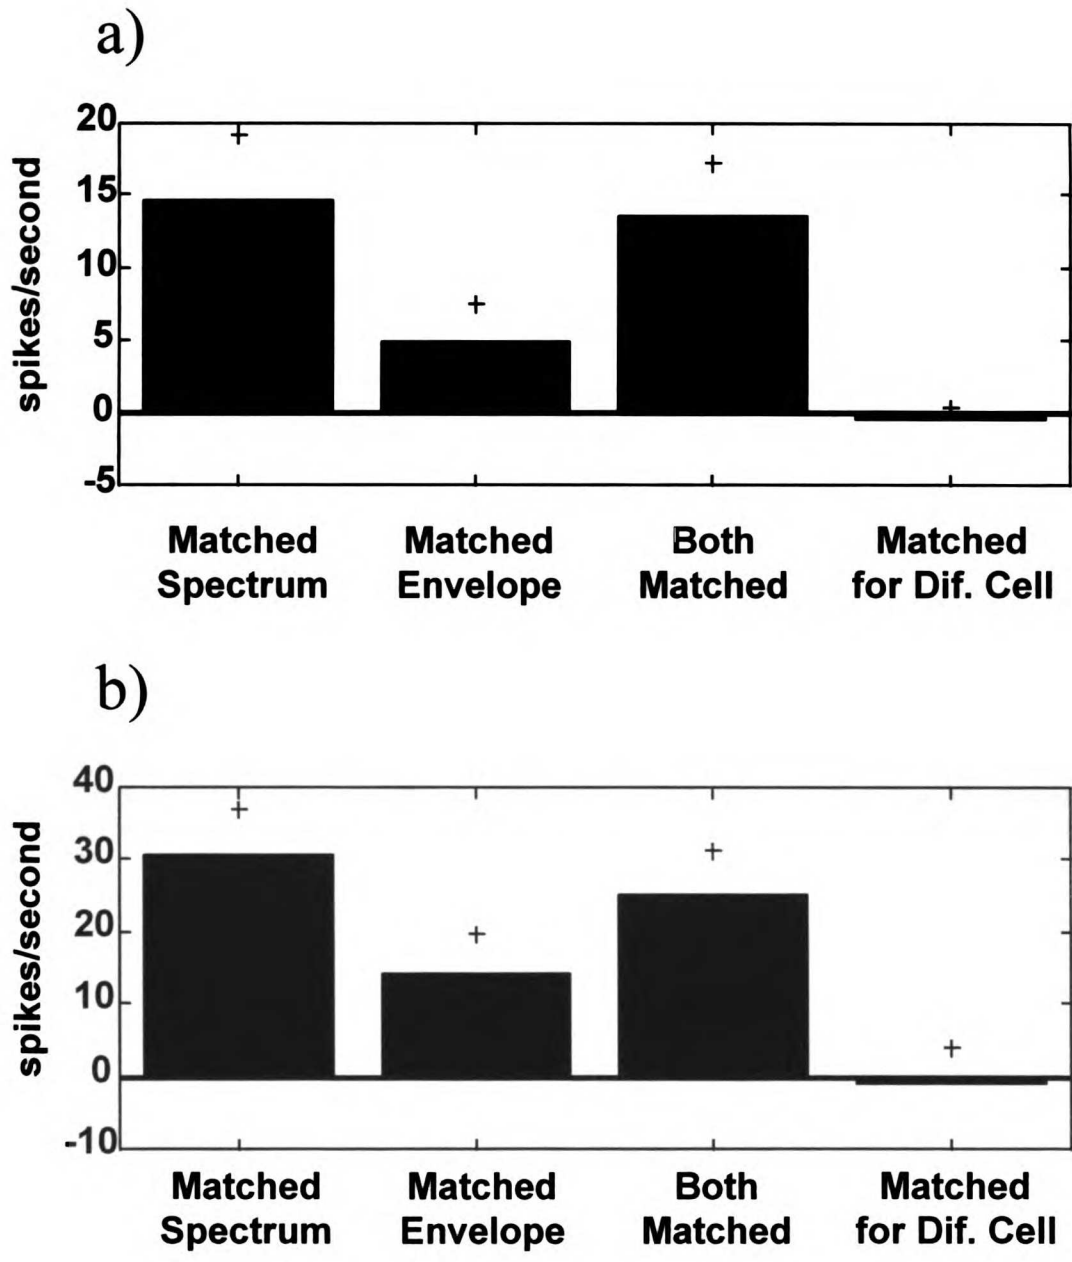 a)
20
15
10
5
0
-5
spikes/second
Matched Spectrum
Matched Envelope
Both Matched
Matched for Dif. Cell
b)
40
30
20
10
0
-10
spikes/second
Matched Spectrum
Matched Envelope
Both Matched
Matched for Dif. Cell